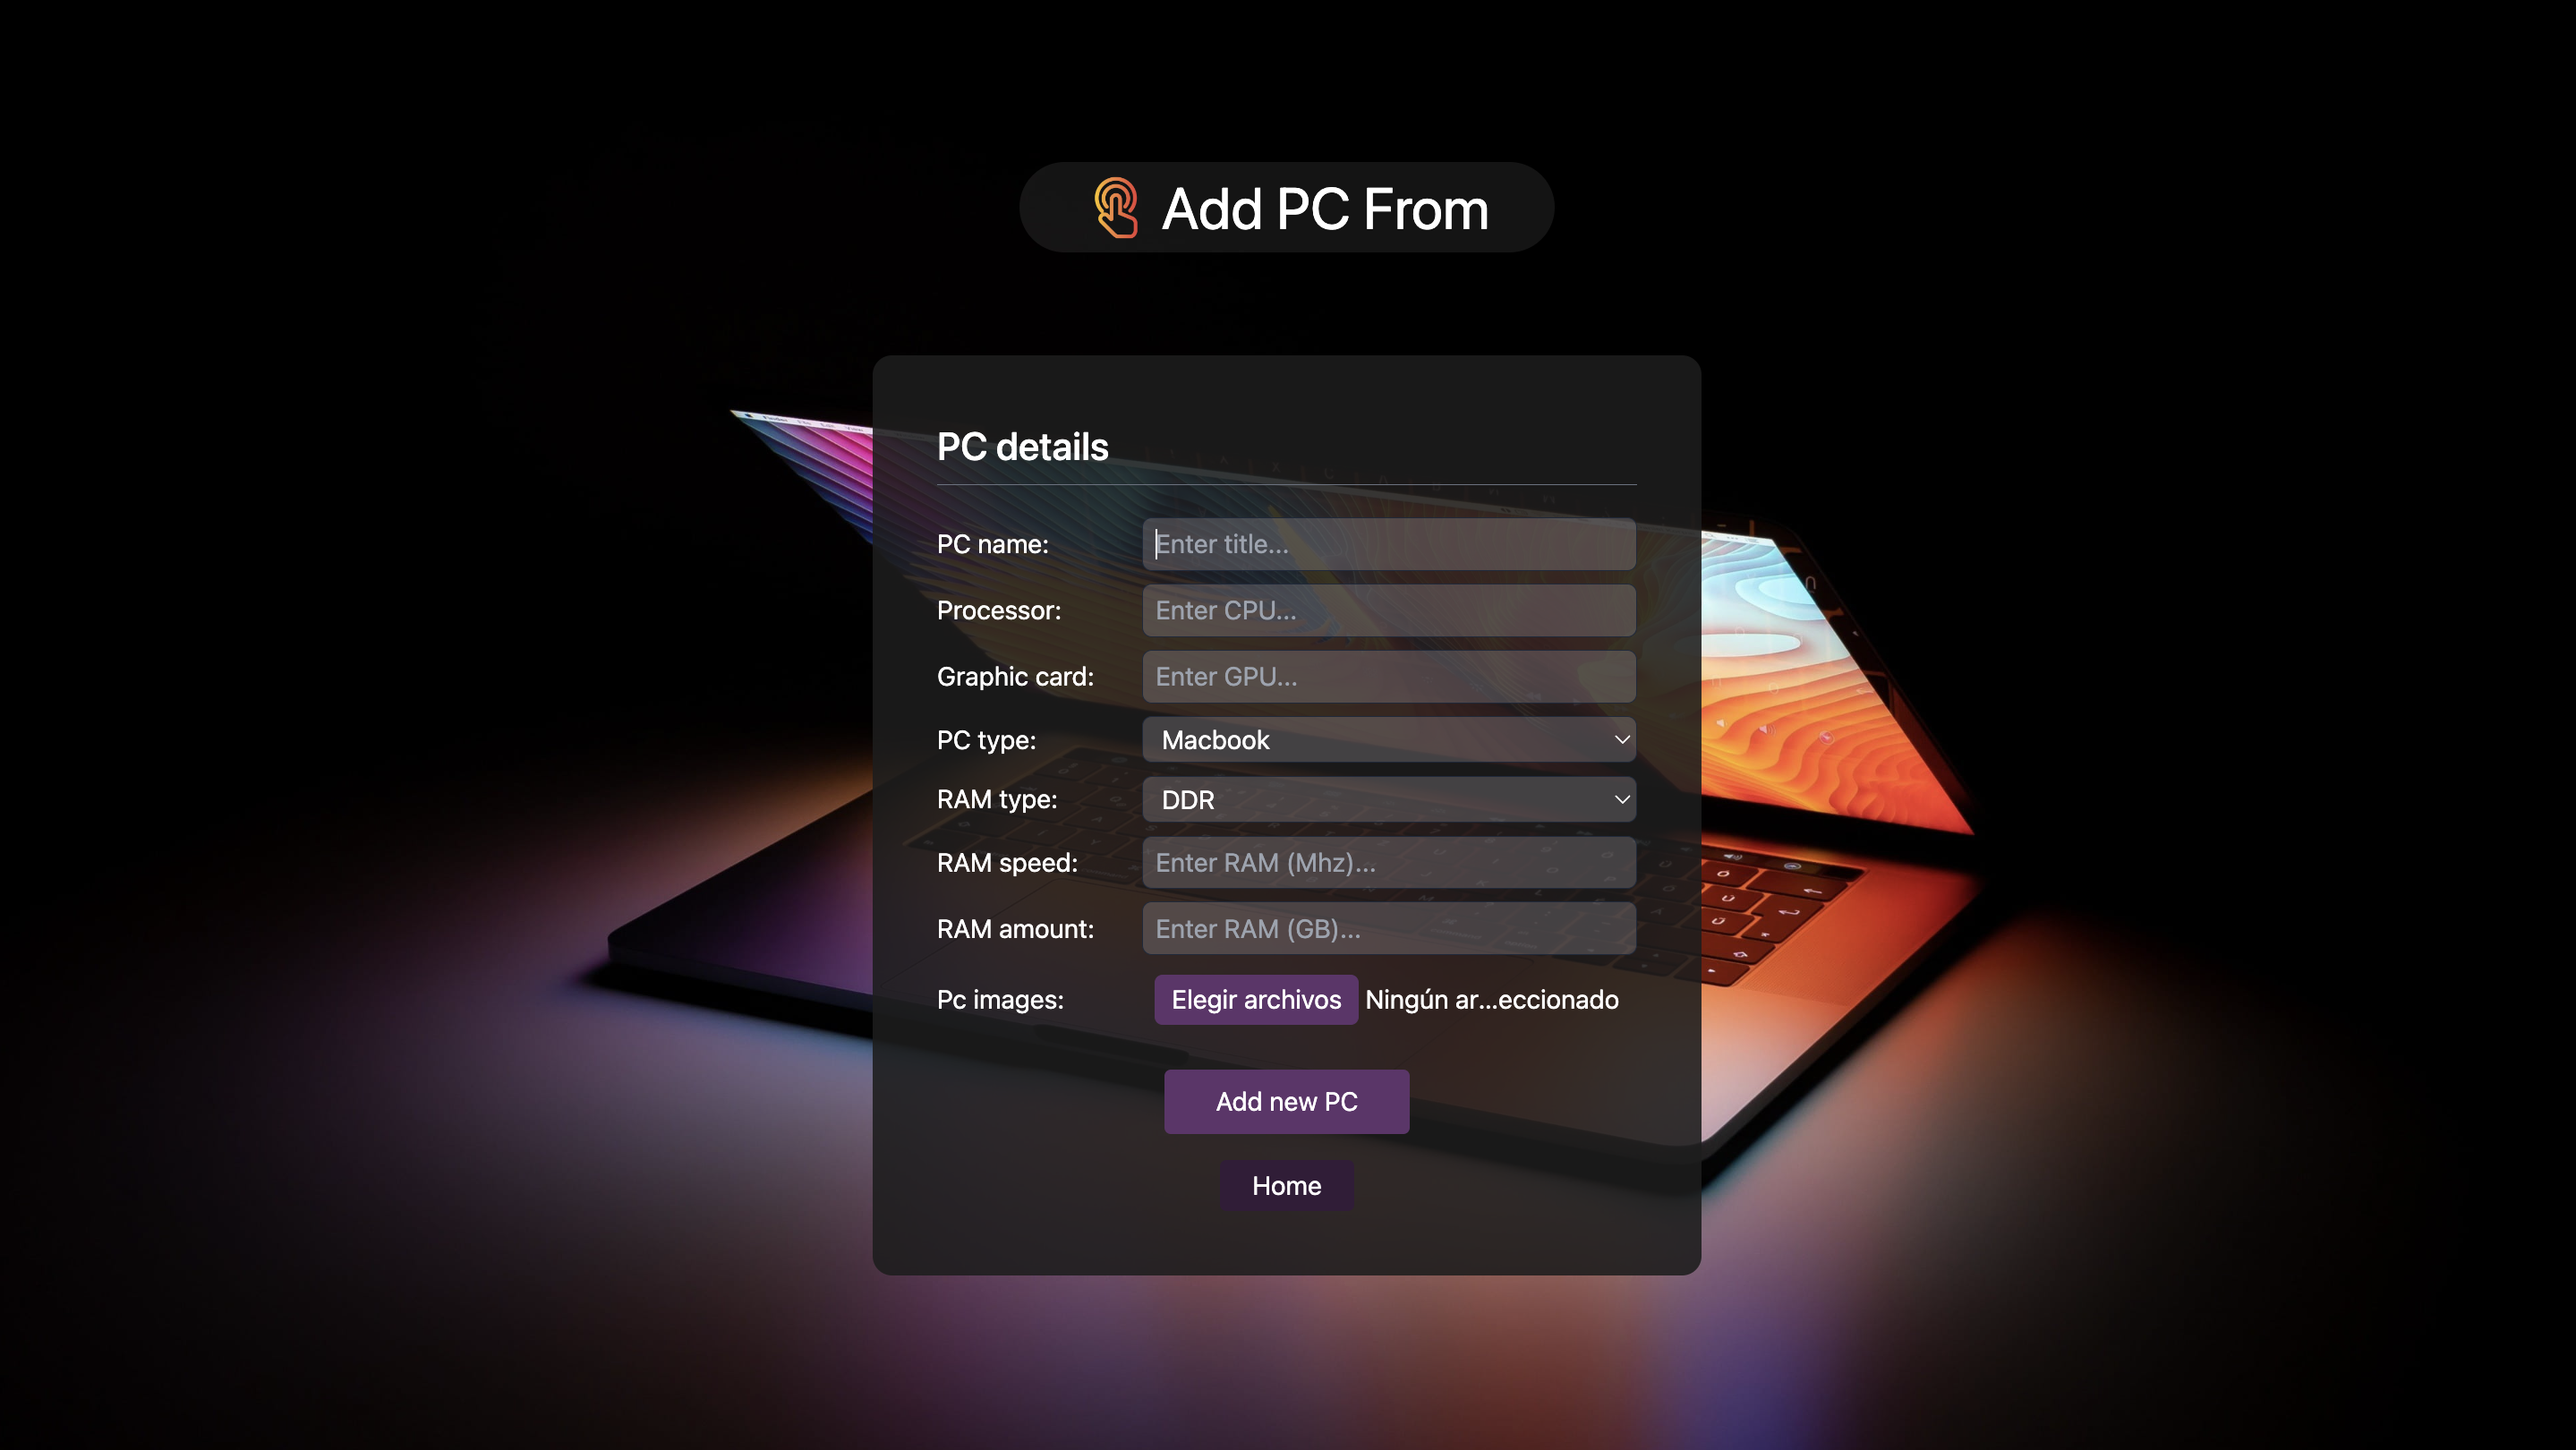 Add PC From
PC details
PC name: Enter title...
Processor: Enter CPU...
Graphic card: Enter GPU...
PC type: Macbook
RAM type: DDR
RAM speed: Enter RAM (Mhz)...
RAM amount: Enter RAM (GB)...
Pc images: Elegir archivos Ningún ar...eccionado
Add new PC
Home